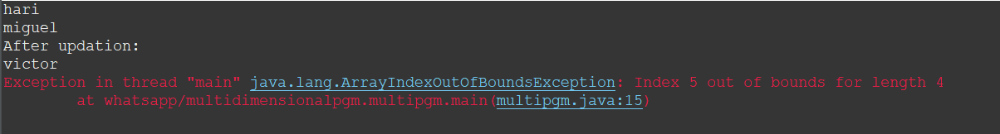 hari
miguel
After updation:
victor
Exception in thread "main" java.lang.ArrayIndexOutOfBoundsException: Index 5 out of bounds for length 4
at whatsapp/multidimensionalpgm.multipgm.main(multipgm.java:15)